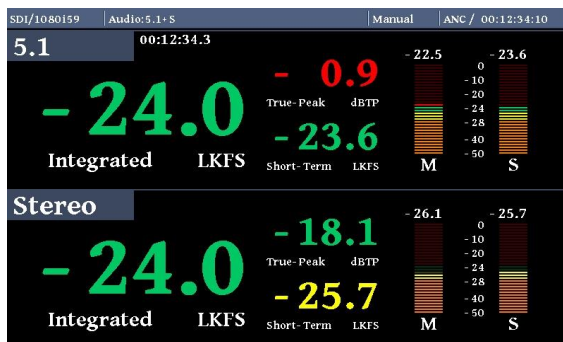 SDI/1080i59 Audio:5.1+S Manual ANC / 00:12:34:10
5.1 00:12:34.3
- 24.0
Integrated LKFS
- 0.9
True-Peak dBTP
- 23.6
Short-Term LKFS
- 22.5 - 23.6
0
- 10
- 20
- 24
- 28
- 40
- 50
M S
Stereo
- 24.0
Integrated LKFS
- 18.1
True-Peak dBTP
- 25.7
Short-Term LKFS
- 26.1 - 25.7
0
- 10
- 20
- 24
- 28
- 40
- 50
M S